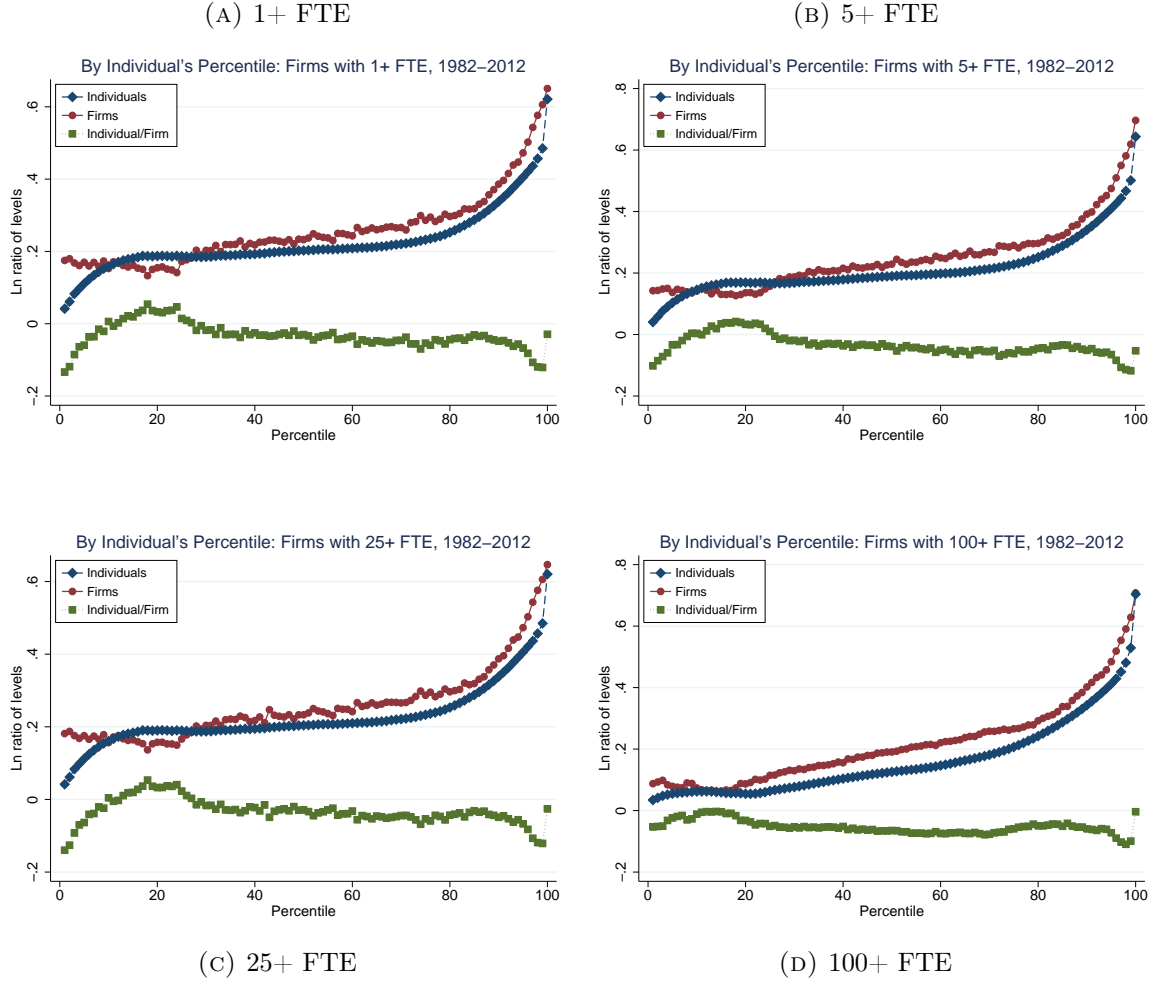 (A) 1+ FTE
By Individual's Percentile: Firms with 1+ FTE, 1982−2012
Individuals
Firms
Individual/Firm
Ln ratio of levels
.6
.4
.2
0
−.2
0 20 40 60 80 100
Percentile
(B) 5+ FTE
By Individual's Percentile: Firms with 5+ FTE, 1982−2012
Individuals
Firms
Individual/Firm
Ln ratio of levels
.8
.6
.4
.2
0
−.2
0 20 40 60 80 100
Percentile
By Individual's Percentile: Firms with 25+ FTE, 1982−2012
Individuals
Firms
Individual/Firm
Ln ratio of levels
.6
.4
.2
0
−.2
0 20 40 60 80 100
Percentile
(C) 25+ FTE
By Individual's Percentile: Firms with 100+ FTE, 1982−2012
Individuals
Firms
Individual/Firm
Ln ratio of levels
.8
.6
.4
.2
0
−.2
0 20 40 60 80 100
Percentile
(D) 100+ FTE